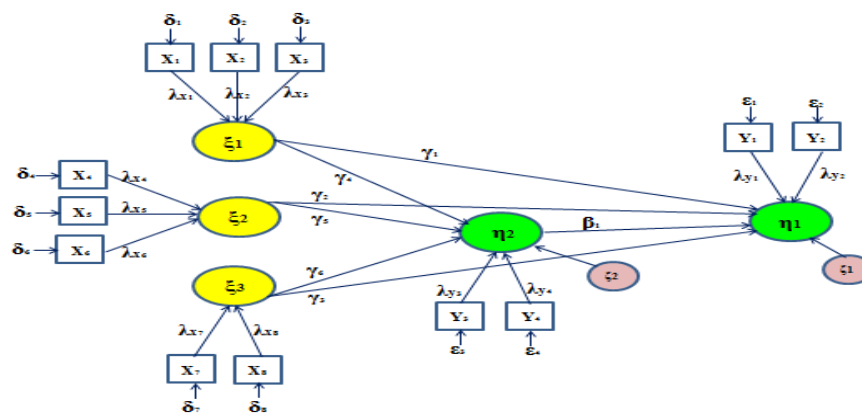 δ₁ δ₂ δ₃
X₁ X₂ X₃
λx₁ λx₂ λx₃
ξ1
ε₁ ε₂
Y₁ Y₂
λy₁ λy₂
γ₁
γ₄
δ₄ X₄ λx₄
δ₅ X₅ λx₅
δ₆ X₆ λx₆
ξ2
γ₂
γ₅
η2
β₁
η1
ξ3
γ₆
γ₃
ζ2
ζ1
λy₃ λy₄
Y₃ Y₄
ε₃ ε₄
λx₇ λx₈
X₇ X₈
δ₇ δ₈